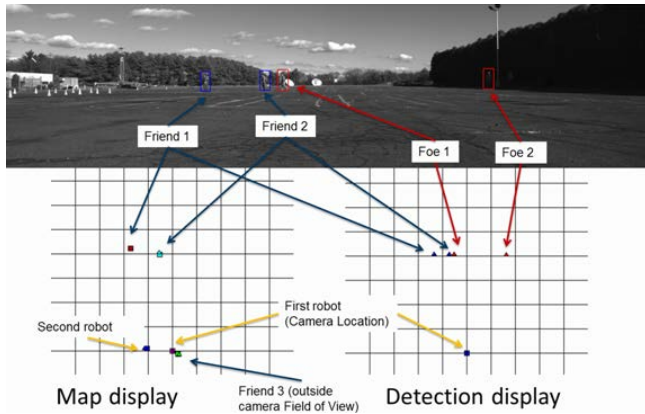 Friend 1
Friend 2
Foe 1
Foe 2
First robot
(Camera Location)
Second robot
Friend 3 (outside
camera Field of View)
Map display
Detection display